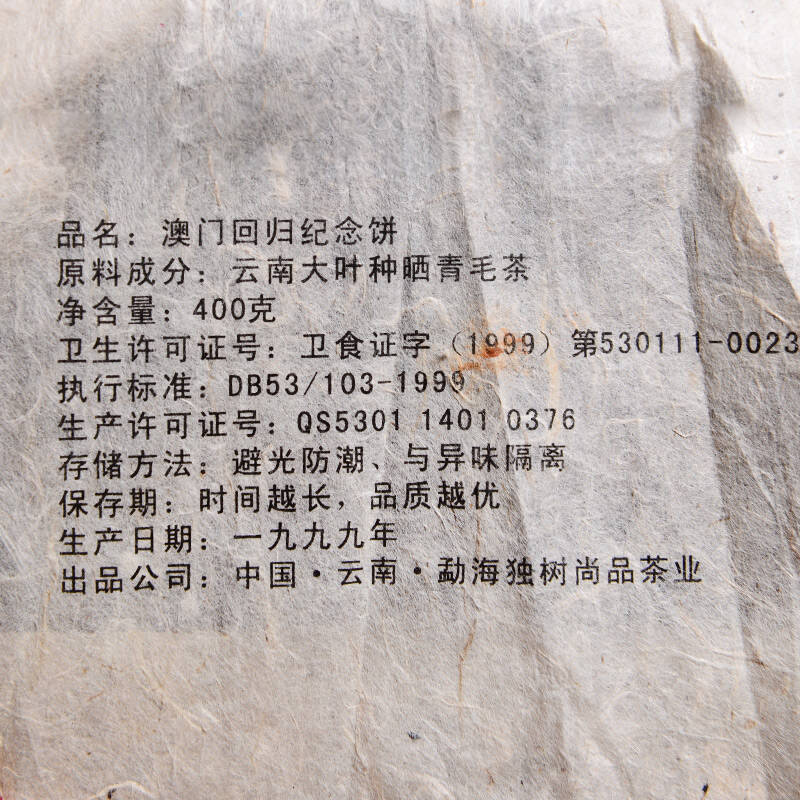 品名：澳门回归纪念饼
原料成分：云南大叶种晒青毛茶
净含量：400克
卫生许可证号：卫食证字（1999）第530111-0023
执行标准：DB53/103-1999
生产许可证号：QS5301 1401 0376
存储方法：避光防潮、与异味隔离
保存期：时间越长，品质越优
生产日期：一九九九年
出品公司：中国·云南·勐海独树尚品茶业